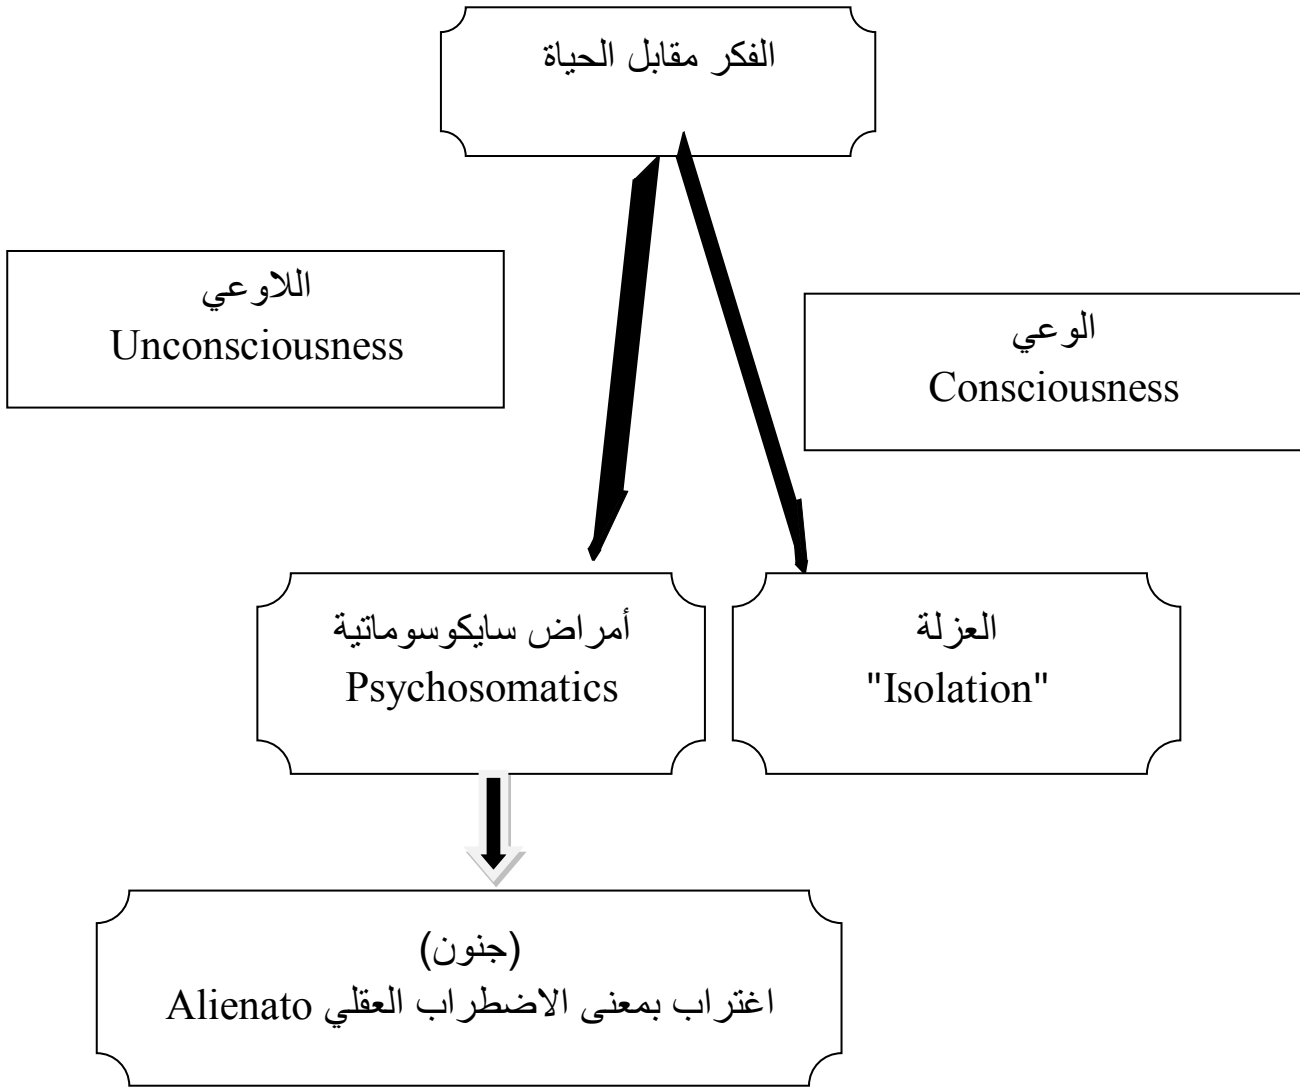 الفكر مقابل الحياة
اللاوعي
Unconsciousness
الوعي
Consciousness
أمراض سايكوسوماتية
Psychosomatics
العزلة
"Isolation"
(جنون)
اغتراب بمعنى الاضطراب العقلي Alienato